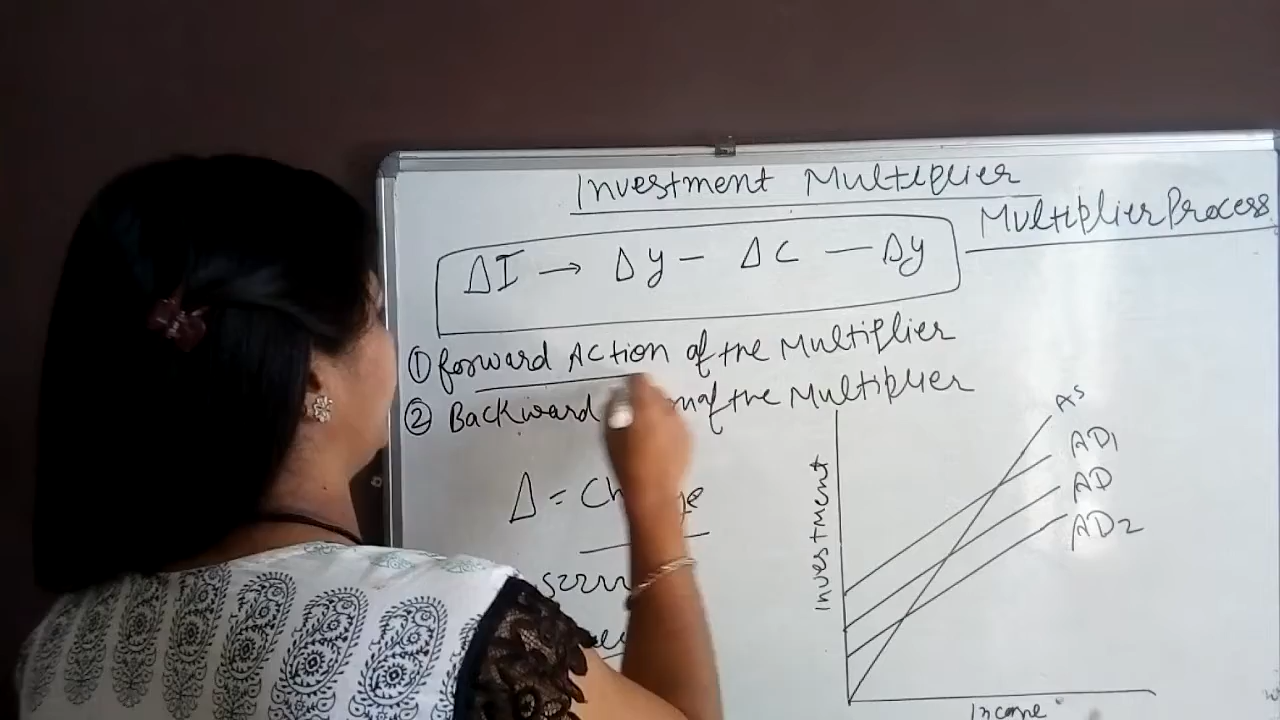 Investment Multiplier
Multiplier Process
ΔI → Δy – ΔC — Δy
① forward Action of the Multiplier
② Backward of the Multiplier
Δ =
AS
AD1
AD
AD2
Investment
Income